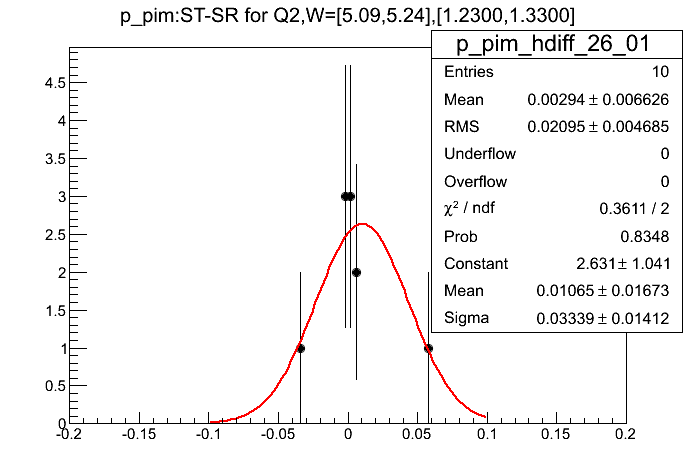 p_pim:ST-SR for Q2,W=[5.09,5.24],[1.2300,1.3300]
p_pim_hdiff_26_01
Entries 10
Mean 0.00294 ± 0.006626
RMS 0.02095 ± 0.004685
Underflow 0
Overflow 0
χ² / ndf 0.3611 / 2
Prob 0.8348
Constant 2.631 ± 1.041
Mean 0.01065 ± 0.01673
Sigma 0.03339 ± 0.01412
4.5
4
3.5
3
2.5
2
1.5
1
0.5
0
-0.2 -0.15 -0.1 -0.05 0 0.05 0.1 0.15 0.2